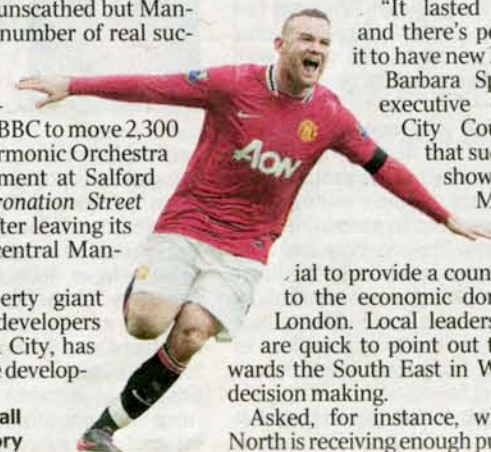 unscathed but Man-
number of real suc-
BBC to move 2,300
rmonic Orchestra
ment at Salford
ronation Street
fter leaving its
central Man-
perty giant
developers
City, has
e develop-
all
ory
AON
"It lasted
and there's
it to have new
Barbara Sp
executive
City Cou
that suc
show
M
ial to provide a coun
to the economic dom
London. Local leaders
are quick to point out t
wards the South East in W
decision making.
Asked, for instance, w
North is receiving enough pu